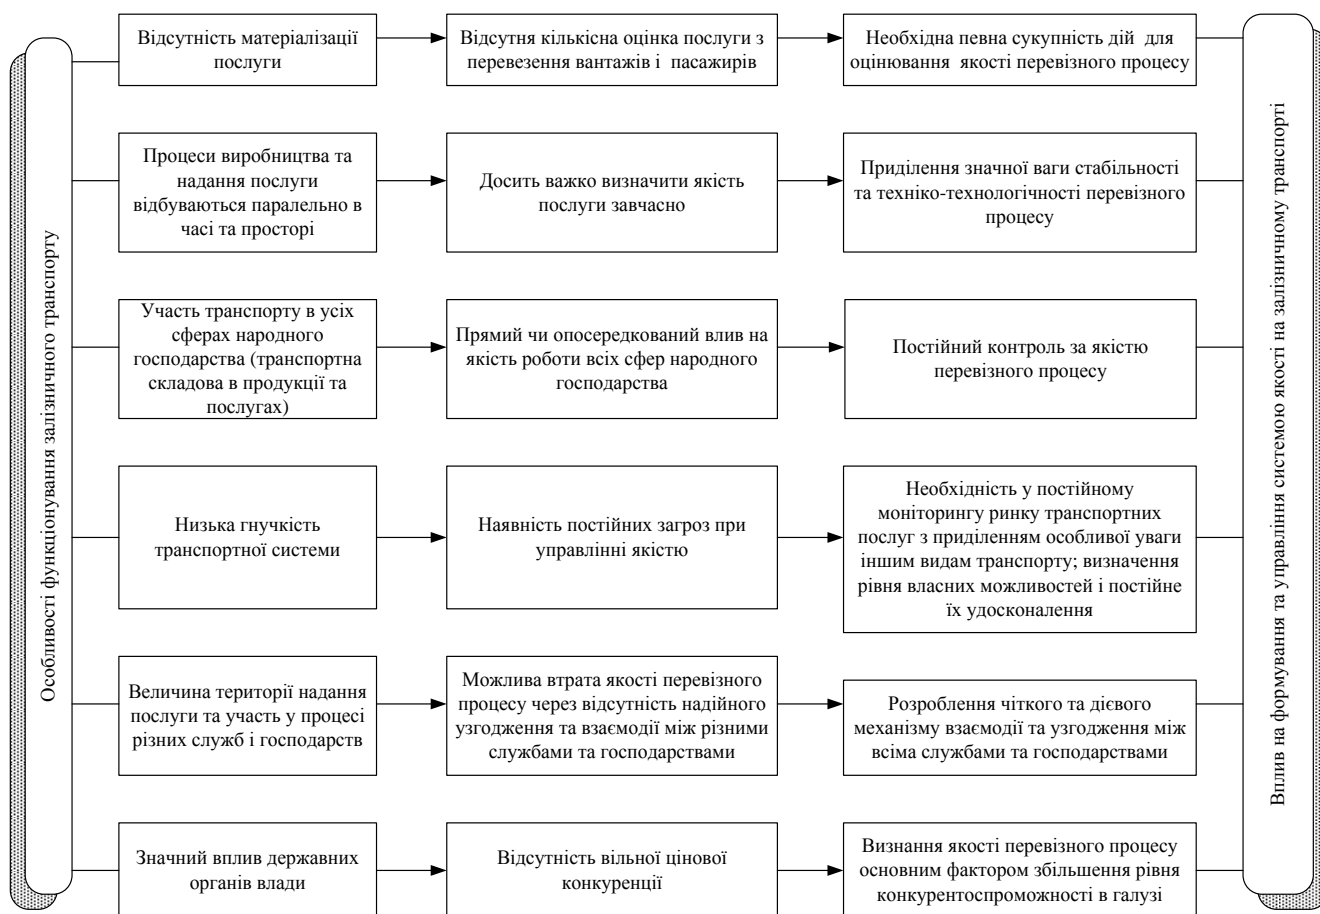 Особливості функціонування залізничного транспорту
Відсутність матеріалізації
послуги
Відсутня кількісна оцінка послуги з
перевезення вантажів і пасажирів
Необхідна певна сукупність дій для
оцінювання якості перевізного процесу
Процеси виробництва та
надання послуги
відбуваються паралельно в
часі та просторі
Досить важко визначити якість
послуги завчасно
Приділення значної ваги стабільності
та техніко-технологічності перевізного
процесу
Участь транспорту в усіх
сферах народного
господарства (транспортна
складова в продукції та
послугах)
Прямий чи опосередкований влив на
якість роботи всіх сфер народного
господарства
Постійний контроль за якістю
перевізного процесу
Низька гнучкість
транспортної системи
Наявність постійних загроз при
управлінні якістю
Необхідність у постійному
моніторингу ринку транспортних
послуг з приділенням особливої уваги
іншим видам транспорту; визначення
рівня власних можливостей і постійне
їх удосконалення
Величина території надання
послуги та участь у процесі
різних служб і господарств
Можлива втрата якості перевізного
процесу через відсутність надійного
узгодження та взаємодії між різними
службами та господарствами
Розроблення чіткого та дієвого
механізму взаємодії та узгодження між
всіма службами та господарствами
Значний вплив державних
органів влади
Відсутність вільної цінової
конкуренції
Визнання якості перевізного процесу
основним фактором збільшення рівня
конкурентоспроможності в галузі
Вплив на формування та управління системою якості на залізничному транспорті